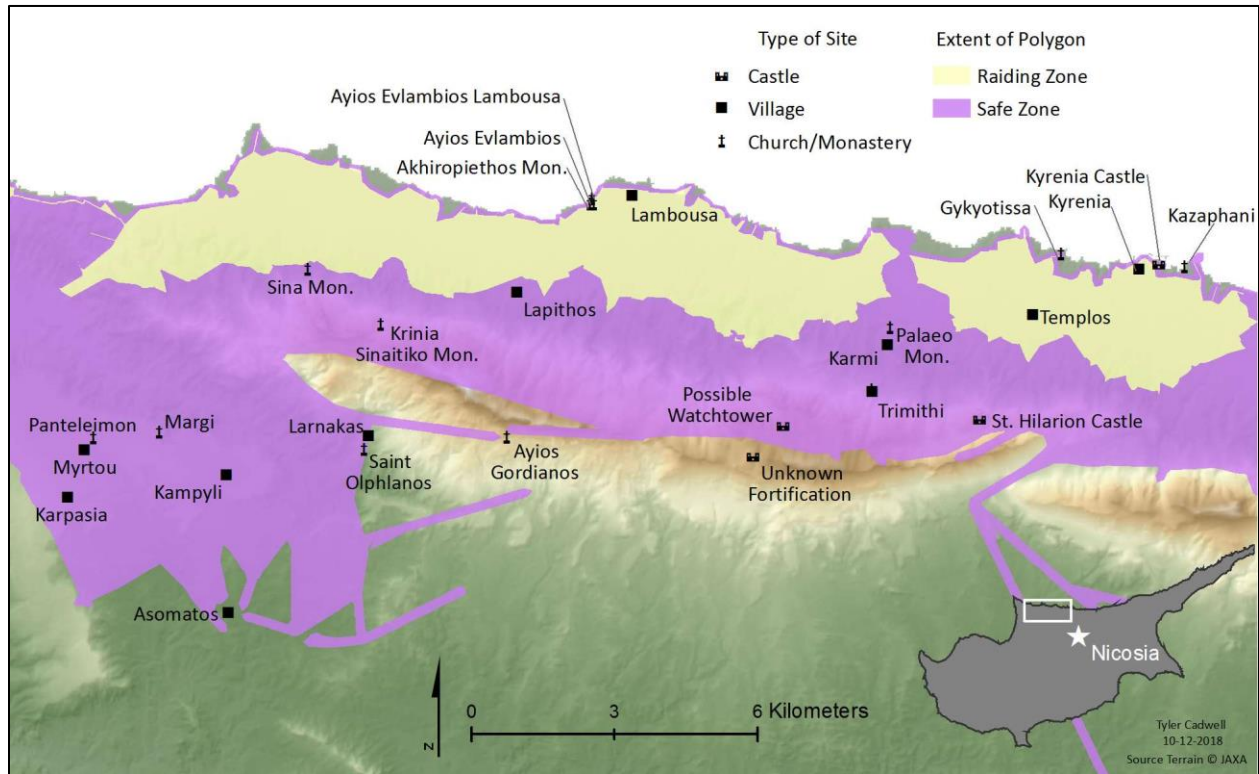 Type of Site
Castle
Village
Church/Monastery
Extent of Polygon
Raiding Zone
Safe Zone
Ayios Evlambios Lambousa
Ayios Evlambios
Akhiropiethos Mon.
Lambousa
Kyrenia Castle
Kyrenia
Gykyotissa
Kazaphani
Sina Mon.
Lapithos
Templos
Krinia
Sinaitiko Mon.
Karmi
Palaeo
Mon.
Trimithi
Possible
Watchtower
St. Hilarion Castle
Panteleimon
Margi
Larnakas
Myrtou
Saint
Olphlanos
Ayios
Gordianos
Unknown
Fortification
Kampyli
Karpasia
Asomatos
Nicosia
N
0 3 6 Kilometers
Tyler Cadwell
10-12-2018
Source Terrain © JAXA